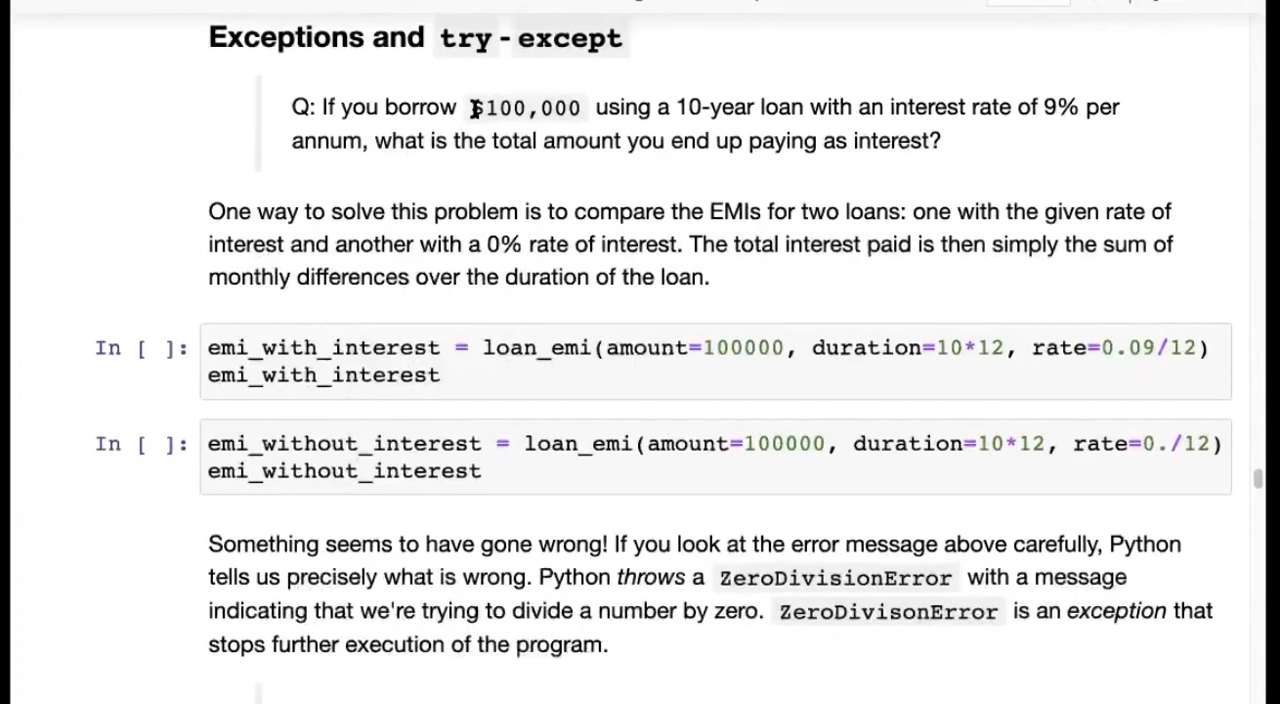 Exceptions and try-except
Q: If you borrow $100,000 using a 10-year loan with an interest rate of 9% per
annum, what is the total amount you end up paying as interest?
One way to solve this problem is to compare the EMIs for two loans: one with the given rate of
interest and another with a 0% rate of interest. The total interest paid is then simply the sum of
monthly differences over the duration of the loan.
In [ ]: emi_with_interest = loan_emi(amount=100000, duration=10*12, rate=0.09/12)
emi_with_interest
In [ ]: emi_without_interest = loan_emi(amount=100000, duration=10*12, rate=0./12)
emi_without_interest
Something seems to have gone wrong! If you look at the error message above carefully, Python
tells us precisely what is wrong. Python throws a ZeroDivisionError with a message
indicating that we're trying to divide a number by zero. ZeroDivisonError is an exception that
stops further execution of the program.